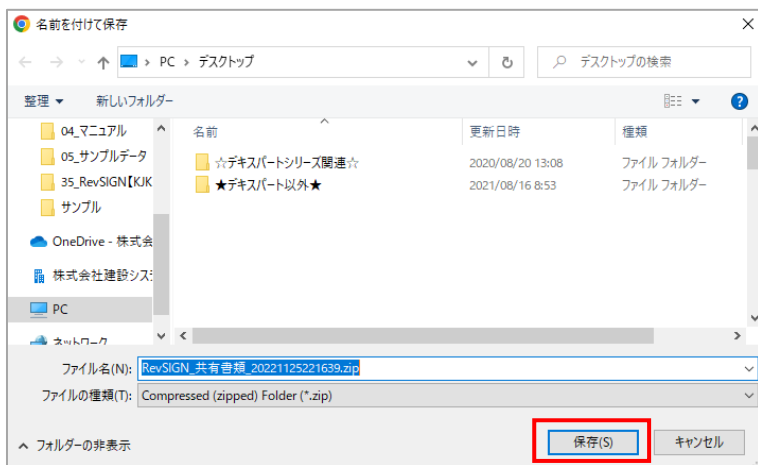 名前を付けて保存
PC › デスクトップ
デスクトップの検索
整理 新しいフォルダー
名前 更新日時 種類
04_マニュアル
05_サンプルデータ
35_RevSIGN【KJK
サンプル
OneDrive - 株式会
株式会社建設シス
PC
ネットワーク
☆デキスパートシリーズ関連☆ 2020/08/20 13:08 ファイル フォルダー
★デキスパート以外★ 2021/08/16 8:53 ファイル フォルダー
ファイル名(N): RevSIGN_共有書類_20221125221639.zip
ファイルの種類(T): Compressed (zipped) Folder (*.zip)
フォルダーの非表示
保存(S) キャンセル